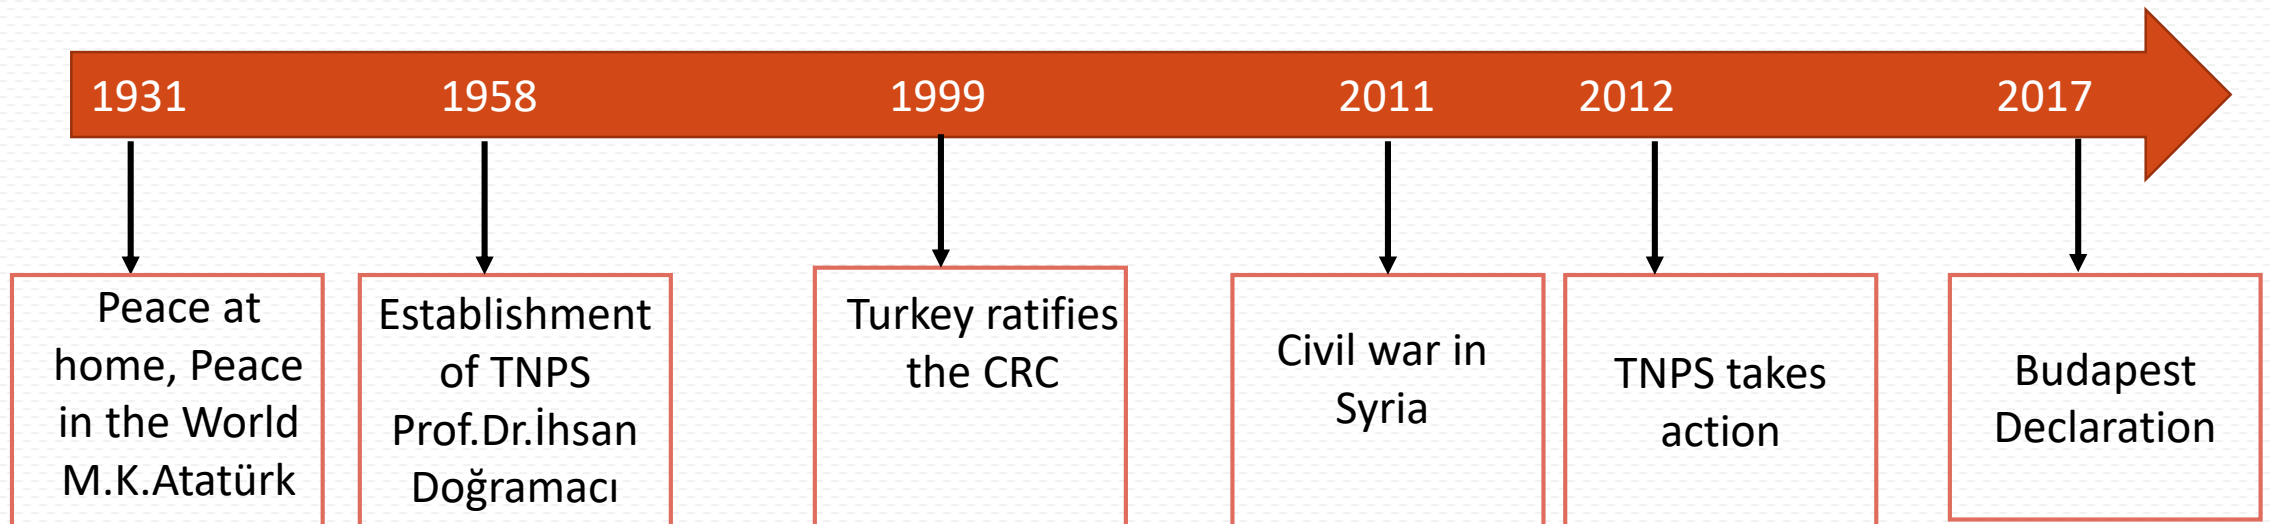 1931 1958 1999 2011 2012 2017
Peace at
home, Peace
in the World
M.K.Atatürk
Establishment
of TNPS
Prof.Dr.İhsan
Doğramacı
Turkey ratifies
the CRC
Civil war in
Syria
TNPS takes
action
Budapest
Declaration